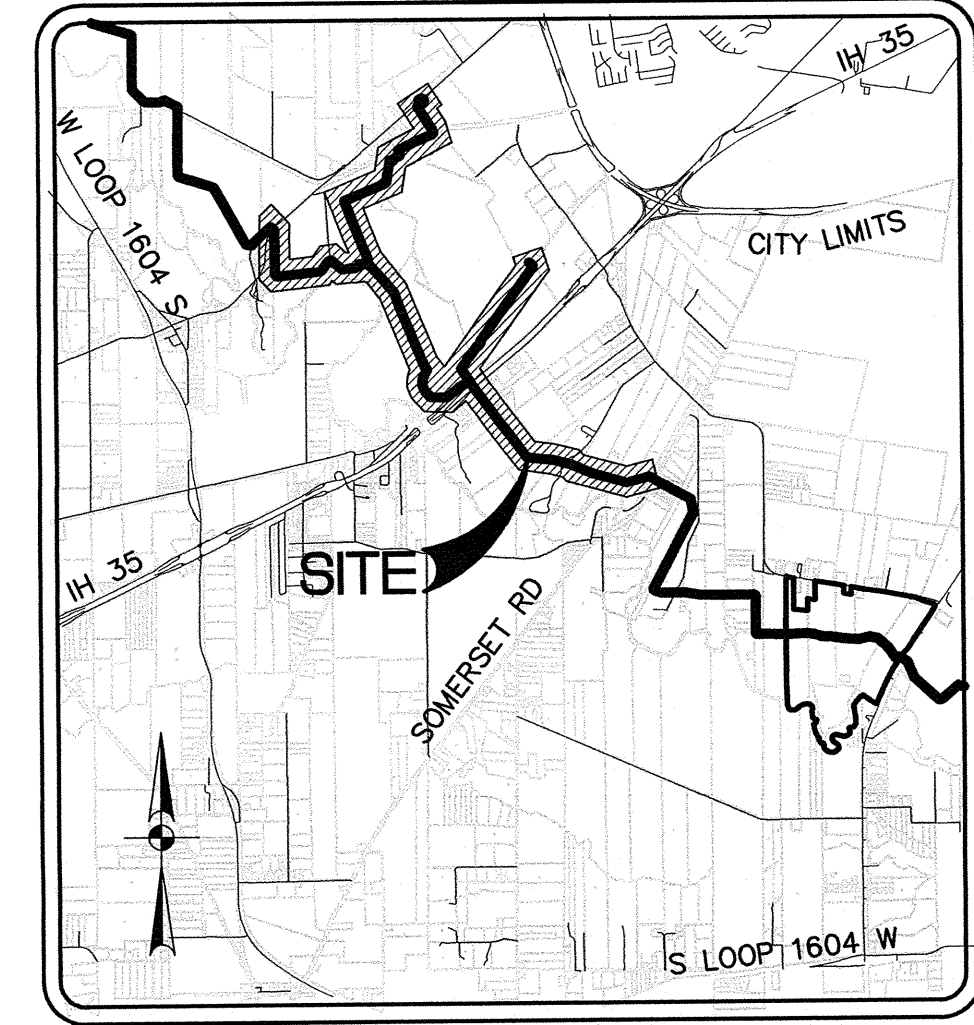 IH 35
W LOOP 1604 S
CITY LIMITS
IH 35
SITE
SOMERSET RD
S LOOP 1604 W